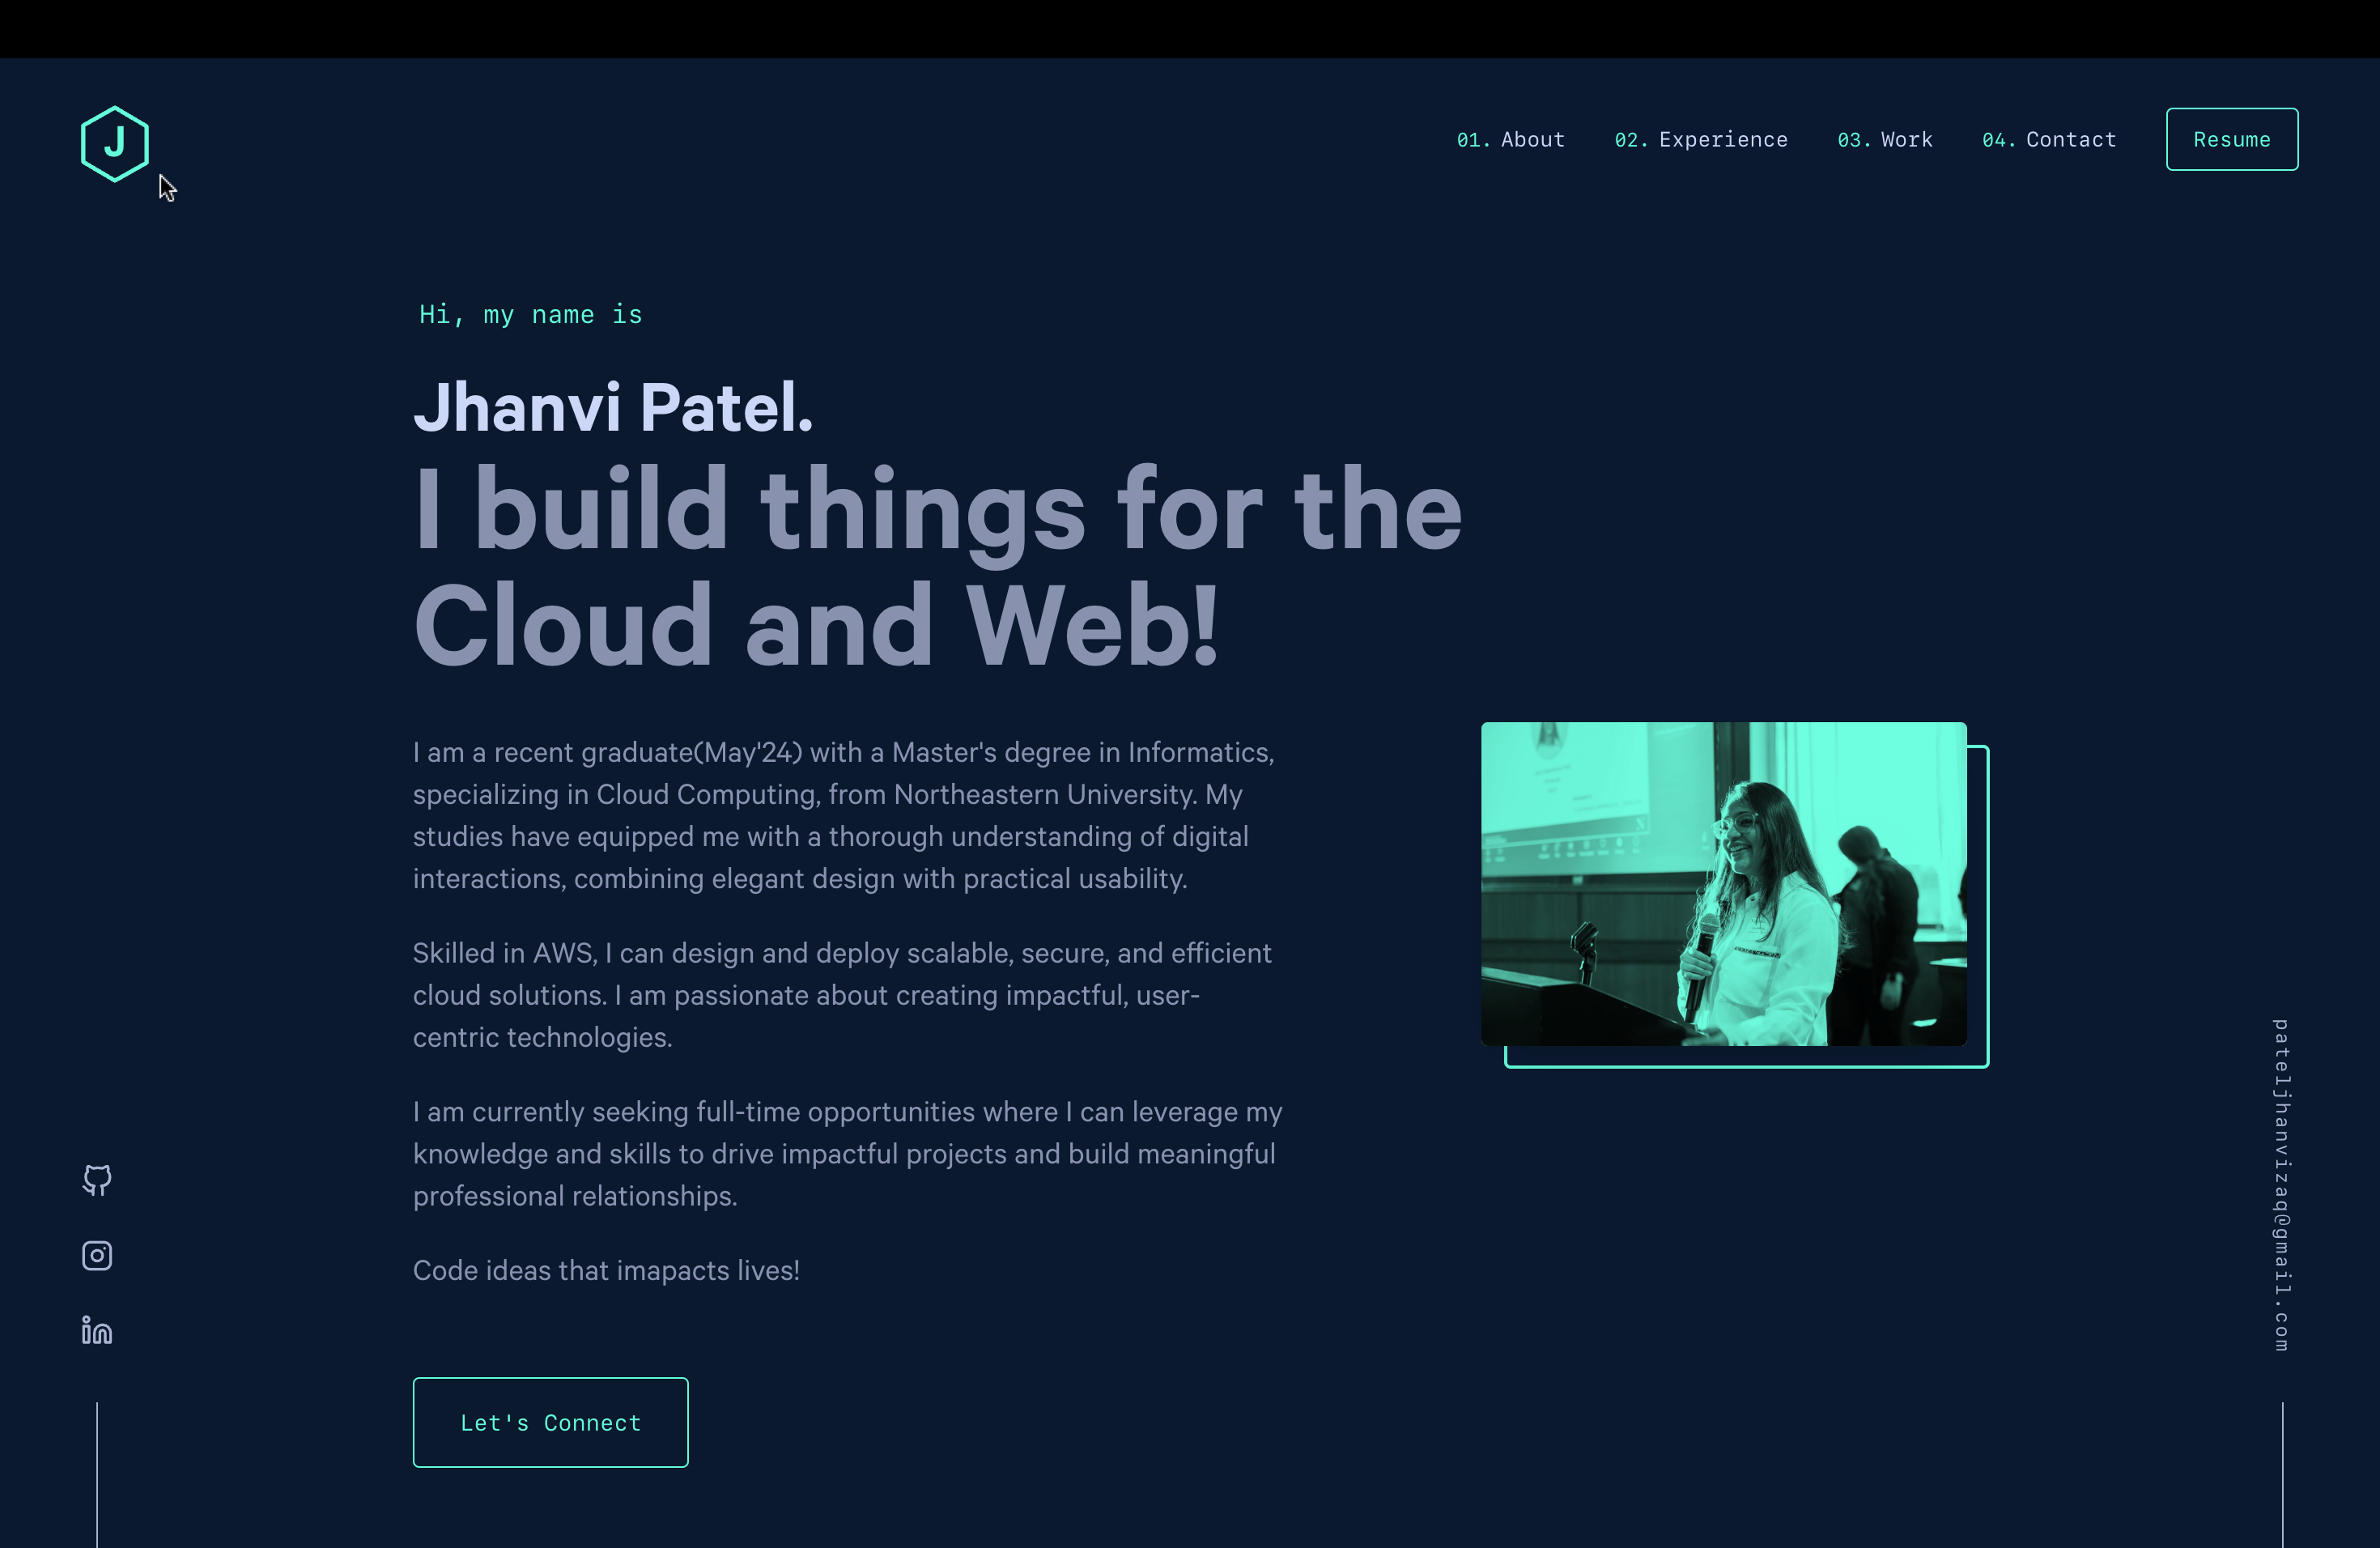 J
01. About 02. Experience 03. Work 04. Contact Resume
Hi, my name is
Jhanvi Patel.
I build things for the
Cloud and Web!
I am a recent graduate(May'24) with a Master's degree in Informatics,
specializing in Cloud Computing, from Northeastern University. My
studies have equipped me with a thorough understanding of digital
interactions, combining elegant design with practical usability.
Skilled in AWS, I can design and deploy scalable, secure, and efficient
cloud solutions. I am passionate about creating impactful, user-
centric technologies.
I am currently seeking full-time opportunities where I can leverage my
knowledge and skills to drive impactful projects and build meaningful
professional relationships.
Code ideas that imapacts lives!
Let's Connect
pateljhanvizaq@gmail.com